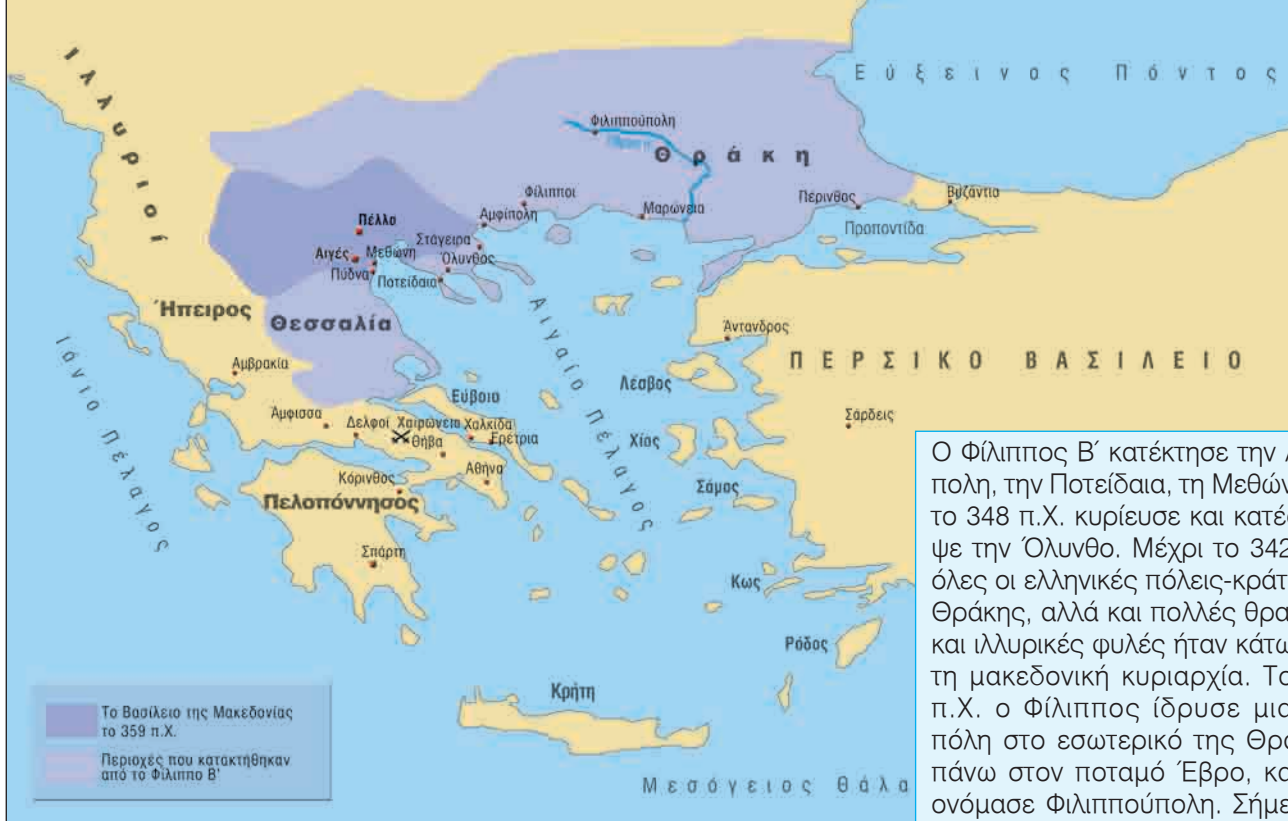 Ιλλυριοί
Εύξεινος Πόντος
Φιλιππούπολη
Θράκη
Φίλιπποι
Αμφίπολη
Μαρώνεια
Πέρινθος
Βυζάντιο
Προποντίδα
Πέλλα
Στάγειρα
Αιγές
Μεθώνη
Όλυνθος
Πύδνα
Ποτείδαια
Ήπειρος
Θεσσαλία
Αιγαίο Πέλαγος
Ιόνιο Πέλαγος
Άντανδρος
ΠΕΡΣΙΚΟ ΒΑΣΙΛΕΙΟ
Αμβρακία
Λέσβος
Εύβοια
Άμφισσα
Δελφοί
Χαιρώνεια
Χαλκίδα
Σάρδεις
Θήβα
Ερέτρια
Χίος
Κόρινθος
Αθήνα
Πελοπόννησος
Σάμος
Σπάρτη
Κως
Ρόδος
Κρήτη
Το Βασίλειο της Μακεδονίας
το 359 π.Χ.
Περιοχές που κατακτήθηκαν
από το Φίλιππο Β'
Μεσόγειος Θάλα
Ο Φίλιππος Β΄ κατέκτησε την
πολη, την Ποτείδαια, τη Μεθών
το 348 π.Χ. κυρίευσε και κατέσ
ψε την Όλυνθο. Μέχρι το 342
όλες οι ελληνικές πόλεις-κράτ
Θράκης, αλλά και πολλές θρα
και ιλλυρικές φυλές ήταν κάτω
τη μακεδονική κυριαρχία. Το
π.Χ. ο Φίλιππος ίδρυσε μια
πόλη στο εσωτερικό της Θρα
πάνω στον ποταμό Έβρο, κα
ονόμασε Φιλιππούπολη. Σήμε